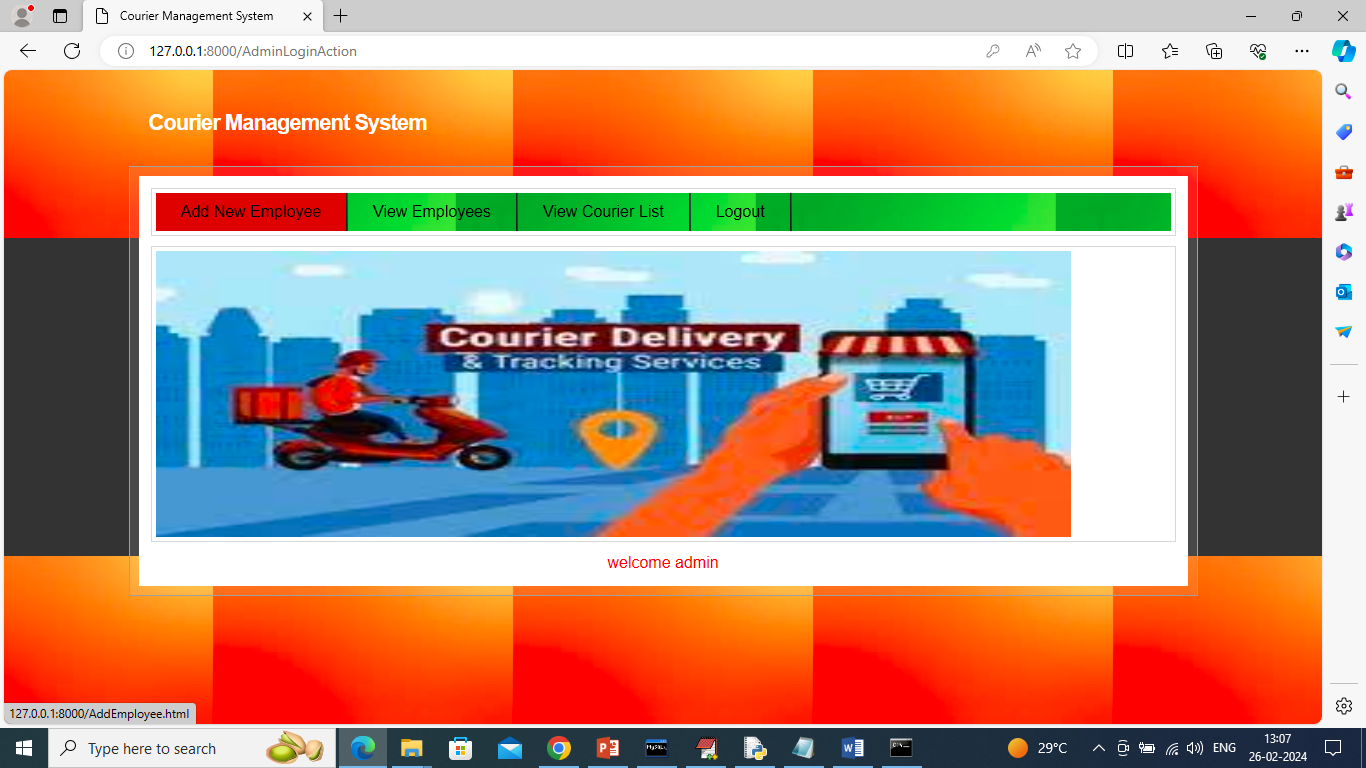 Courier Management System
127.0.0.1:8000/AdminLoginAction
Courier Management System
Add New Employee
View Employees
View Courier List
Logout
Courier Delivery
& Tracking Services
welcome admin
127.0.0.1:8000/AddEmployee.html
Type here to search
29°C
ENG
13:07
26-02-2024